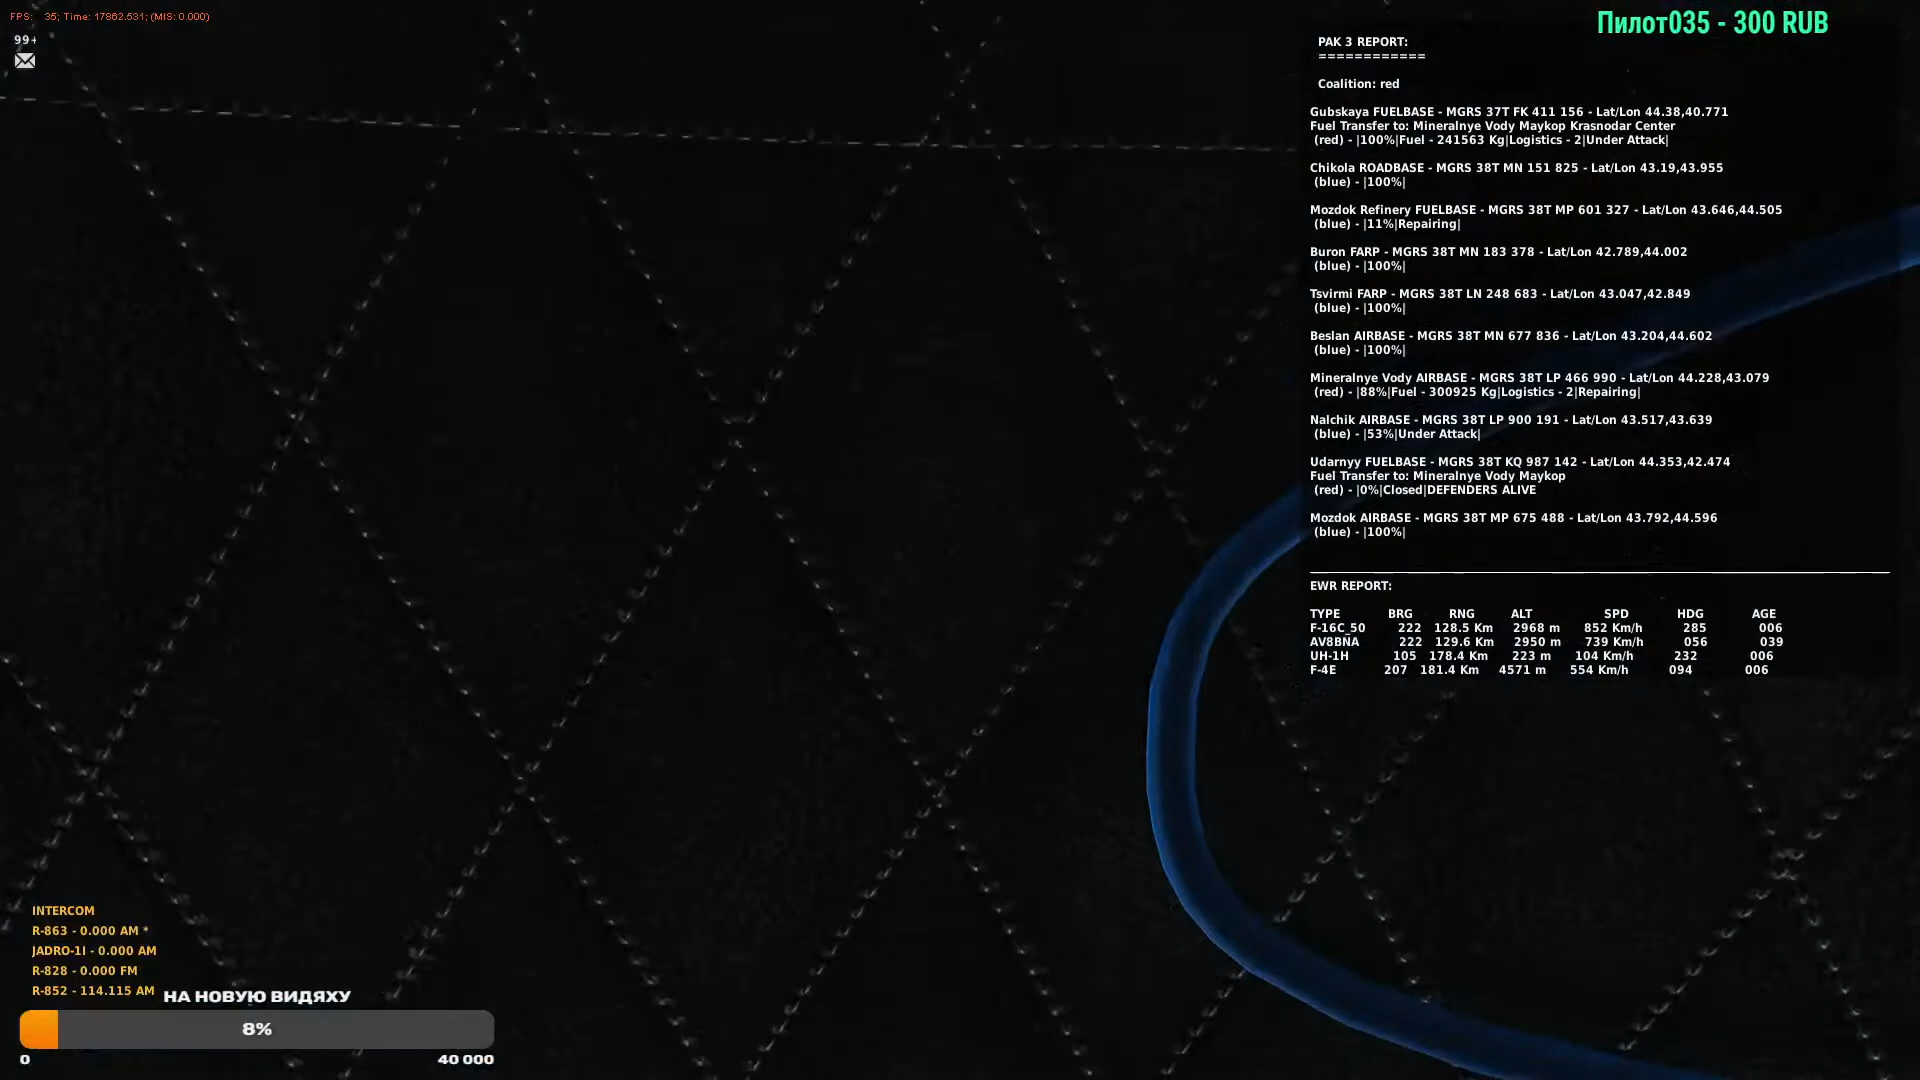 FPS: 35; Time: 17862.531; (MIS: 0.000)
99+
Пилот035 - 300 RUB
PAK 3 REPORT:
============
Coalition: red
Gubskaya FUELBASE - MGRS 37T FK 411 156 - Lat/Lon 44.38,40.771
Fuel Transfer to: Mineralnye Vody Maykop Krasnodar Center
(red) - |100%|Fuel - 241563 Kg|Logistics - 2|Under Attack|
Chikola ROADBASE - MGRS 38T MN 151 825 - Lat/Lon 43.19,43.955
(blue) - |100%|
Mozdok Refinery FUELBASE - MGRS 38T MP 601 327 - Lat/Lon 43.646,44.505
(blue) - |11%|Repairing|
Buron FARP - MGRS 38T MN 183 378 - Lat/Lon 42.789,44.002
(blue) - |100%|
Tsvirmi FARP - MGRS 38T LN 248 683 - Lat/Lon 43.047,42.849
(blue) - |100%|
Beslan AIRBASE - MGRS 38T MN 677 836 - Lat/Lon 43.204,44.602
(blue) - |100%|
Mineralnye Vody AIRBASE - MGRS 38T LP 466 990 - Lat/Lon 44.228,43.079
(red) - |88%|Fuel - 300925 Kg|Logistics - 2|Repairing|
Nalchik AIRBASE - MGRS 38T LP 900 191 - Lat/Lon 43.517,43.639
(blue) - |53%|Under Attack|
Udarnyy FUELBASE - MGRS 38T KQ 987 142 - Lat/Lon 44.353,42.474
Fuel Transfer to: Mineralnye Vody Maykop
(red) - |0%|Closed|DEFENDERS ALIVE
Mozdok AIRBASE - MGRS 38T MP 675 488 - Lat/Lon 43.792,44.596
(blue) - |100%|
EWR REPORT:
TYPE BRG RNG ALT SPD HDG AGE
F-16C_50 222 128.5 Km 2968 m 852 Km/h 285 006
AV8BNA 222 129.6 Km 2950 m 739 Km/h 056 039
UH-1H 105 178.4 Km 223 m 104 Km/h 232 006
F-4E 207 181.4 Km 4571 m 554 Km/h 094 006
INTERCOM
R-863 - 0.000 AM *
JADRO-1I - 0.000 AM
R-828 - 0.000 FM
R-852 - 114.115 AM
НА НОВУЮ ВИДЯХУ
8%
0 40 000